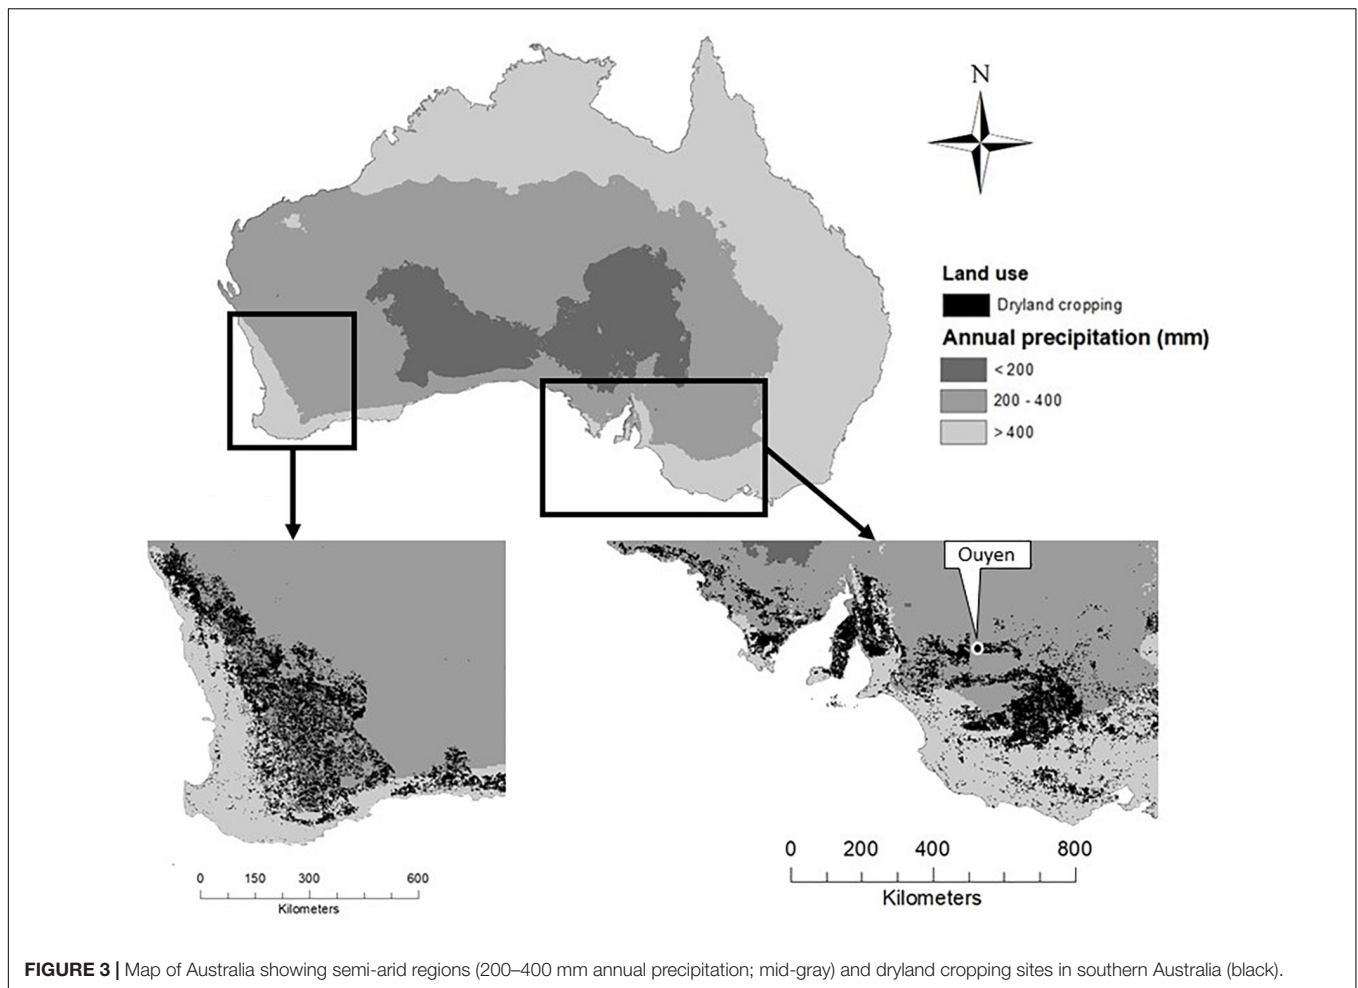 N
Land use
Dryland cropping
Annual precipitation (mm)
< 200
200 - 400
> 400
Ouyen
0 150 300 600
Kilometers
0 200 400 800
Kilometers
FIGURE 3 | Map of Australia showing semi-arid regions (200–400 mm annual precipitation; mid-gray) and dryland cropping sites in southern Australia (black).